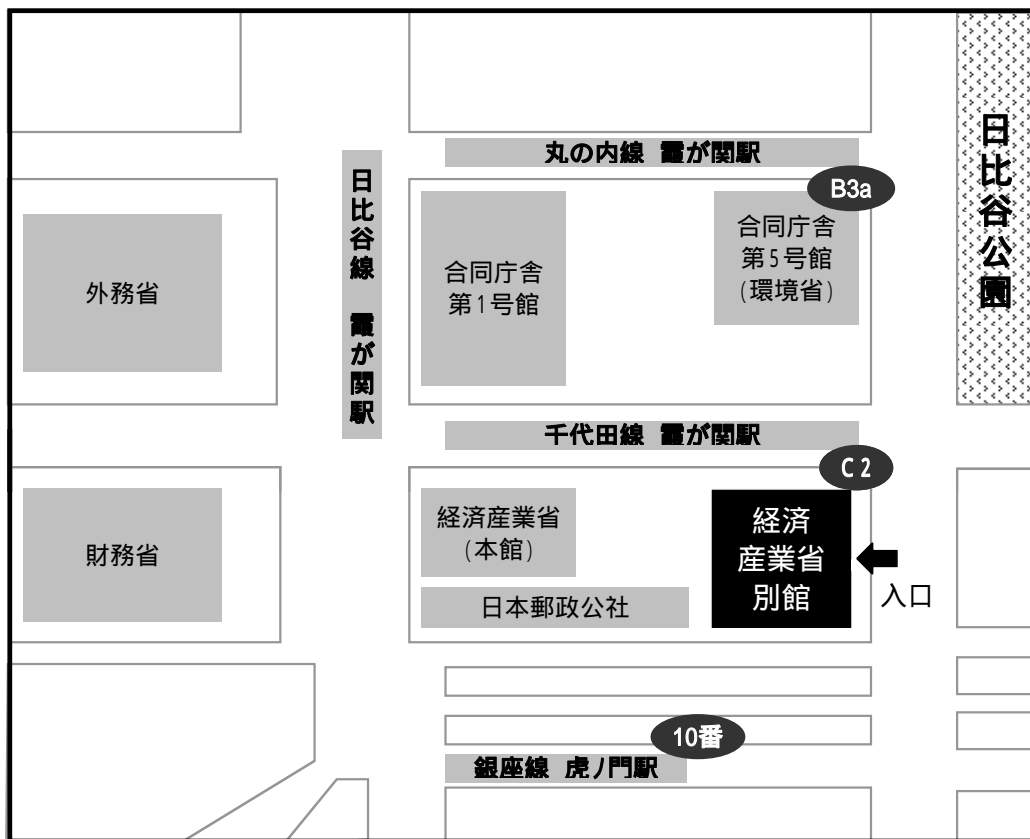 丸の内線 霞が関駅
B3a
日比谷公園
日比谷線 霞が関駅
外務省
合同庁舎
第1号館
合同庁舎
第5号館
(環境省)
千代田線 霞が関駅
C2
財務省
経済産業省
(本館)
日本郵政公社
経済
産業省
別館
入口
10番
銀座線 虎ノ門駅